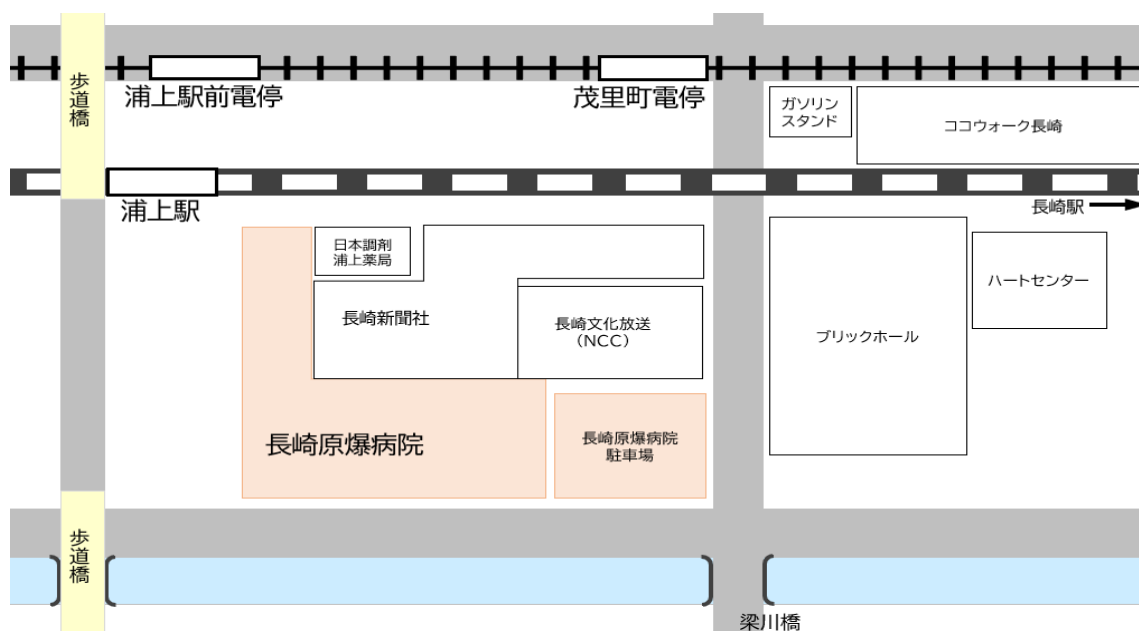 歩道橋
浦上駅前電停
茂里町電停
ガソリン
スタンド
ココウォーク長崎
浦上駅
長崎駅
日本調剤
浦上薬局
長崎新聞社
長崎文化放送
(NCC)
ブリックホール
ハートセンター
長崎原爆病院
長崎原爆病院
駐車場
歩道橋
梁川橋